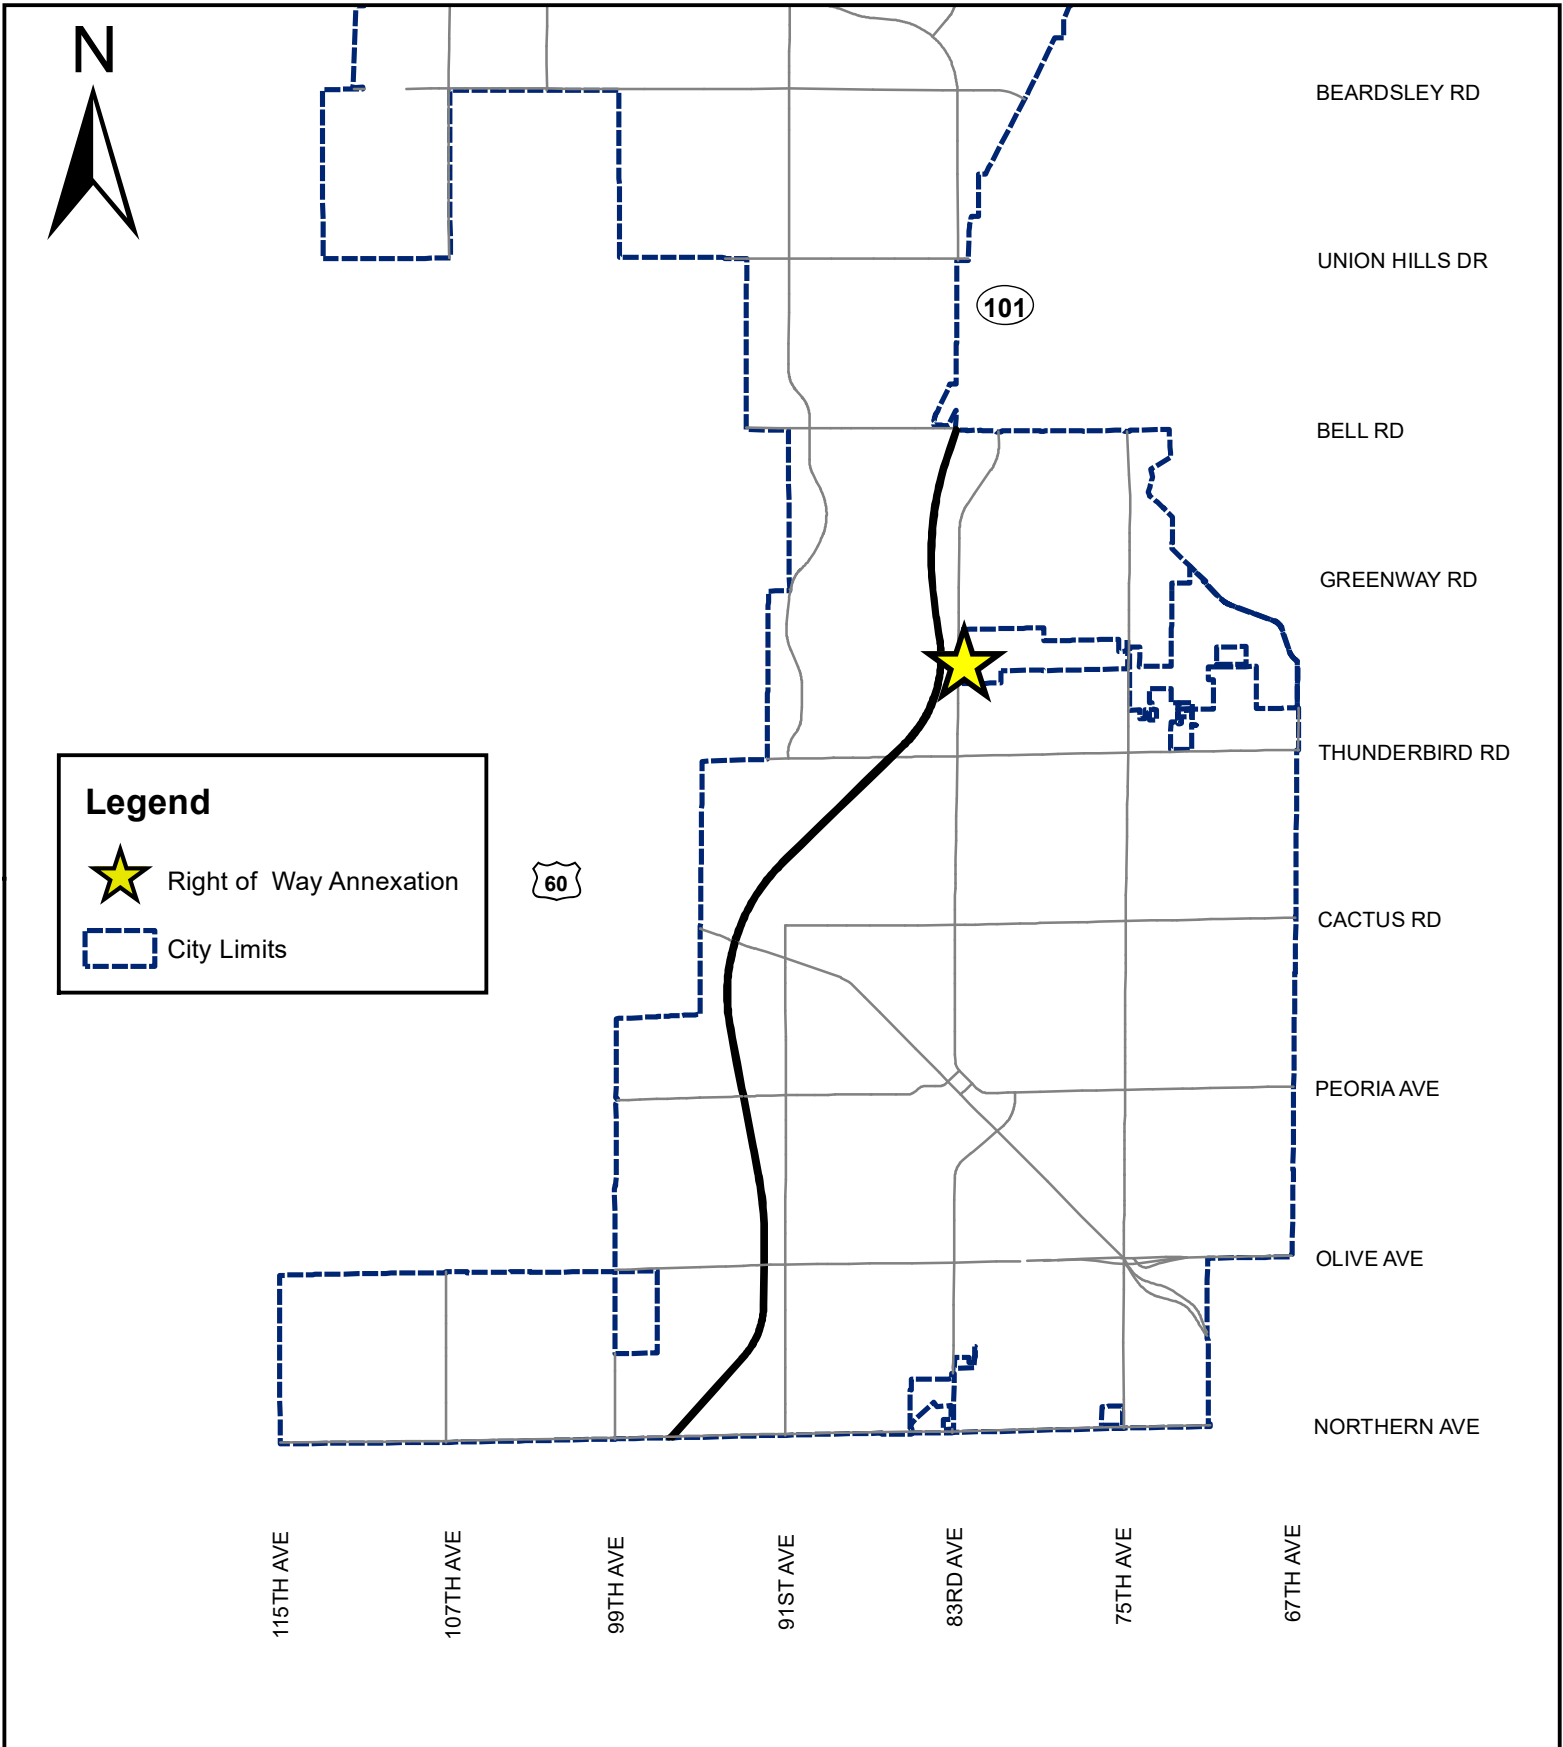 N
BEARDSLEY RD
UNION HILLS DR
101
BELL RD
GREENWAY RD
THUNDERBIRD RD
Legend
Right of  Way Annexation
60
City Limits
CACTUS RD
PEORIA AVE
OLIVE AVE
NORTHERN AVE
115TH AVE
107TH AVE
99TH AVE
91ST AVE
83RD AVE
75TH AVE
67TH AVE